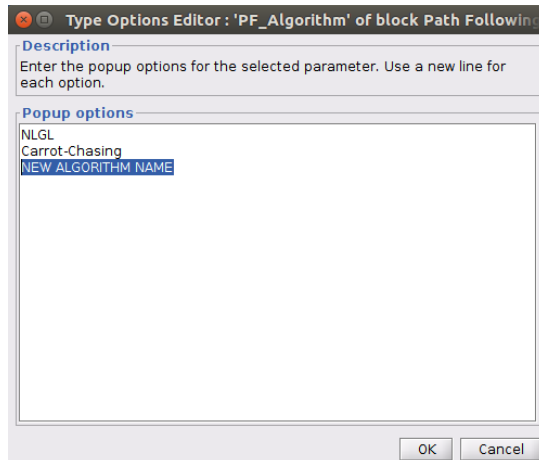 Type Options Editor : 'PF_Algorithm' of block Path Following
Description
Enter the popup options for the selected parameter. Use a new line for
each option.
Popup options
NLGL
Carrot-Chasing
NEW ALGORITHM NAME
OK
Cancel